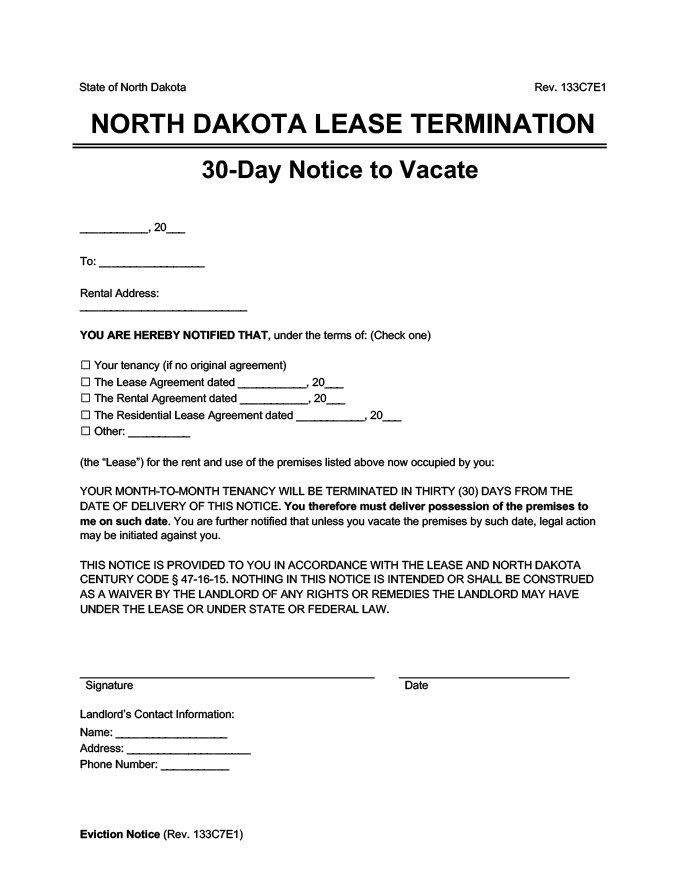 State of North Dakota Rev. 133C7E1
NORTH DAKOTA LEASE TERMINATION
30-Day Notice to Vacate
___________, 20___
To: _________________
Rental Address:
___________________________
YOU ARE HEREBY NOTIFIED THAT, under the terms of: (Check one)
☐ Your tenancy (if no original agreement)
☐ The Lease Agreement dated ___________, 20___
☐ The Rental Agreement dated ___________, 20___
☐ The Residential Lease Agreement dated ___________, 20___
☐ Other: __________
(the “Lease”) for the rent and use of the premises listed above now occupied by you:
YOUR MONTH-TO-MONTH TENANCY WILL BE TERMINATED IN THIRTY (30) DAYS FROM THE
DATE OF DELIVERY OF THIS NOTICE. You therefore must deliver possession of the premises to
me on such date. You are further notified that unless you vacate the premises by such date, legal action
may be initiated against you.
THIS NOTICE IS PROVIDED TO YOU IN ACCORDANCE WITH THE LEASE AND NORTH DAKOTA
CENTURY CODE § 47-16-15. NOTHING IN THIS NOTICE IS INTENDED OR SHALL BE CONSTRUED
AS A WAIVER BY THE LANDLORD OF ANY RIGHTS OR REMEDIES THE LANDLORD MAY HAVE
UNDER THE LEASE OR UNDER STATE OR FEDERAL LAW.
Signature Date
Landlord’s Contact Information:
Name: __________________
Address: ____________________
Phone Number: ___________
Eviction Notice (Rev. 133C7E1)